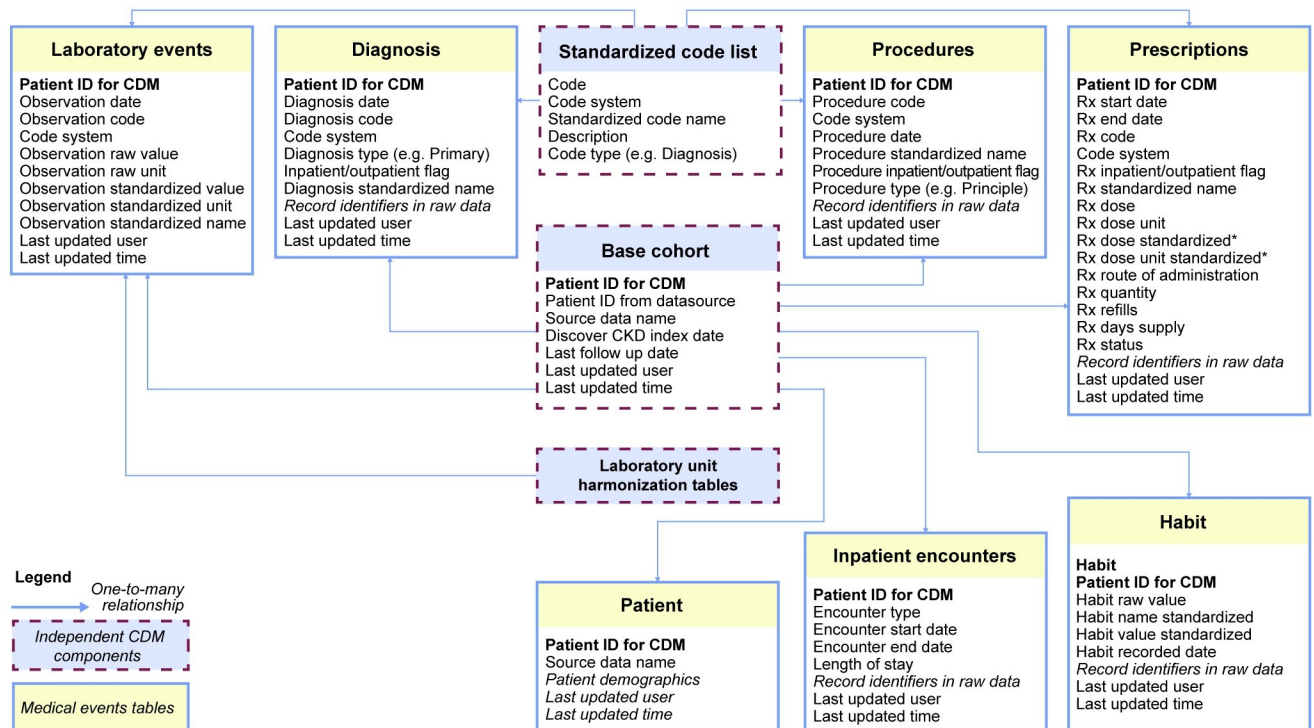 Laboratory events
Patient ID for CDM
Observation date
Observation code
Code system
Observation raw value
Observation raw unit
Observation standardized value
Observation standardized unit
Observation standardized name
Last updated user
Last updated time
Diagnosis
Patient ID for CDM
Diagnosis date
Diagnosis code
Code system
Diagnosis type (e.g. Primary)
Inpatient/outpatient flag
Diagnosis standardized name
Record identifiers in raw data
Last updated user
Last updated time
Standardized code list
Code
Code system
Standardized code name
Description
Code type (e.g. Diagnosis)
Procedures
Patient ID for CDM
Procedure code
Code system
Procedure date
Procedure standardized name
Procedure inpatient/outpatient flag
Procedure type (e.g. Principle)
Record identifiers in raw data
Last updated user
Last updated time
Prescriptions
Patient ID for CDM
Rx start date
Rx end date
Rx code
Code system
Rx inpatient/outpatient flag
Rx standardized name
Rx dose
Rx dose unit
Rx dose standardized*
Rx dose unit standardized*
Rx route of administration
Rx quantity
Rx refills
Rx days supply
Rx status
Record identifiers in raw data
Last updated user
Last updated time
Base cohort
Patient ID for CDM
Patient ID from datasource
Source data name
Discover CKD index date
Last follow up date
Last updated user
Last updated time
Laboratory unit
harmonization tables
Legend
One-to-many
relationship
Independent CDM
components
Medical events tables
Patient
Patient ID for CDM
Source data name
Patient demographics
Last updated user
Last updated time
Inpatient encounters
Patient ID for CDM
Encounter type
Encounter start date
Encounter end date
Length of stay
Record identifiers in raw data
Last updated user
Last updated time
Habit
Habit
Patient ID for CDM
Habit raw value
Habit name standardized
Habit value standardized
Habit recorded date
Record identifiers in raw data
Last updated user
Last updated time